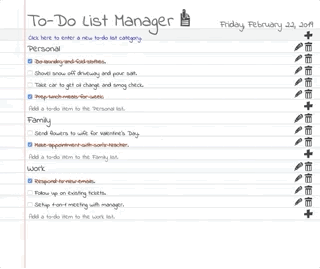 To-Do List Manager
Friday, February 22, 2019
Click here to enter a new to-do list category.
Personal
Do laundry and fold clothes.
Shovel snow off driveway and pour salt.
Take car to get oil change and smog check.
Prep lunch meals for week.
Add a to-do item to the Personal list.
Family
Send flowers to wife for Valentine's Day.
Make appointment with son's teacher.
Add a to-do item to the Family list.
Work
Respond to new emails.
Follow up on existing tickets.
Setup 1-on-1 meeting with manager.
Add a to-do item to the Work list.